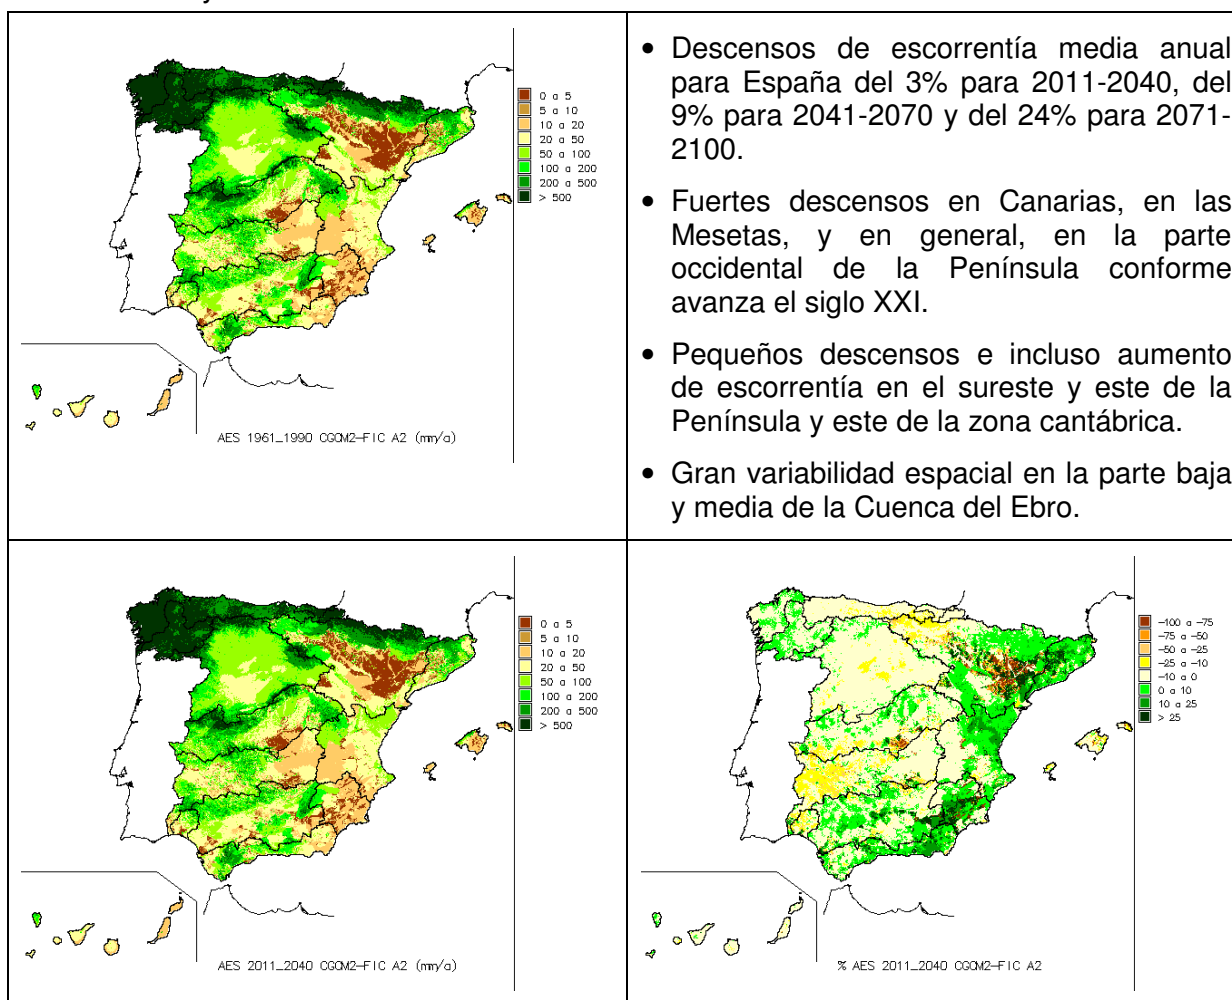 0 a 5
5 a 10
10 a 20
20 a 50
50 a 100
100 a 200
200 a 500
> 500
AES 1961_1990 CGCM2-FIC A2 (mm/a)
• Descensos de escorrentía media anual
para España del 3% para 2011-2040, del
9% para 2041-2070 y del 24% para 2071-
2100.
• Fuertes descensos en Canarias, en las
Mesetas, y en general, en la parte
occidental de la Península conforme
avanza el siglo XXI.
• Pequeños descensos e incluso aumento
de escorrentía en el sureste y este de la
Península y este de la zona cantábrica.
• Gran variabilidad espacial en la parte baja
y media de la Cuenca del Ebro.
0 a 5
5 a 10
10 a 20
20 a 50
50 a 100
100 a 200
200 a 500
> 500
AES 2011_2040 CGCM2-FIC A2 (mm/a)
-100 a -75
-75 a -50
-50 a -25
-25 a -10
-10 a 0
0 a 10
10 a 25
> 25
% AES 2011_2040 CGCM2-FIC A2